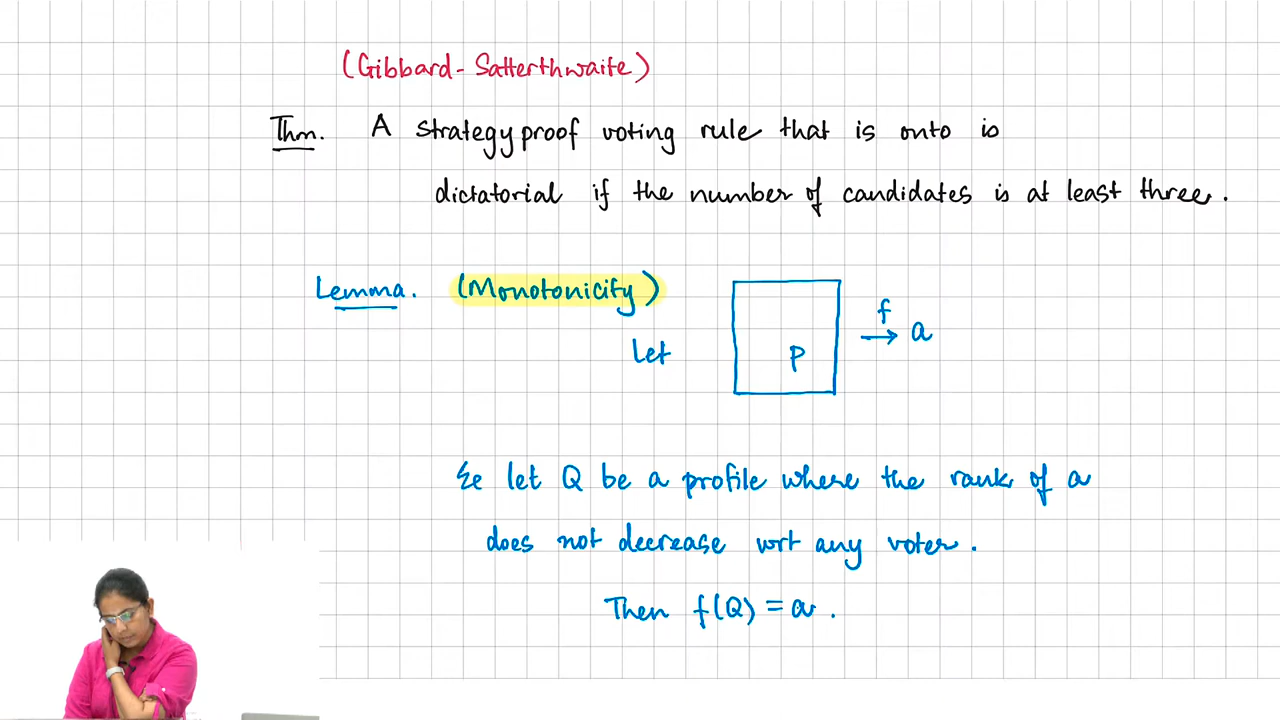 (Gibbard-Satterthwaite)
Thm. A strategyproof voting rule that is onto is
dictatorial if the number of candidates is at least three.
Lemma. (Monotonicity)
Let P f → a
& let Q be a profile where the rank of a
does not decrease wrt any voter.
Then f(Q) = a.